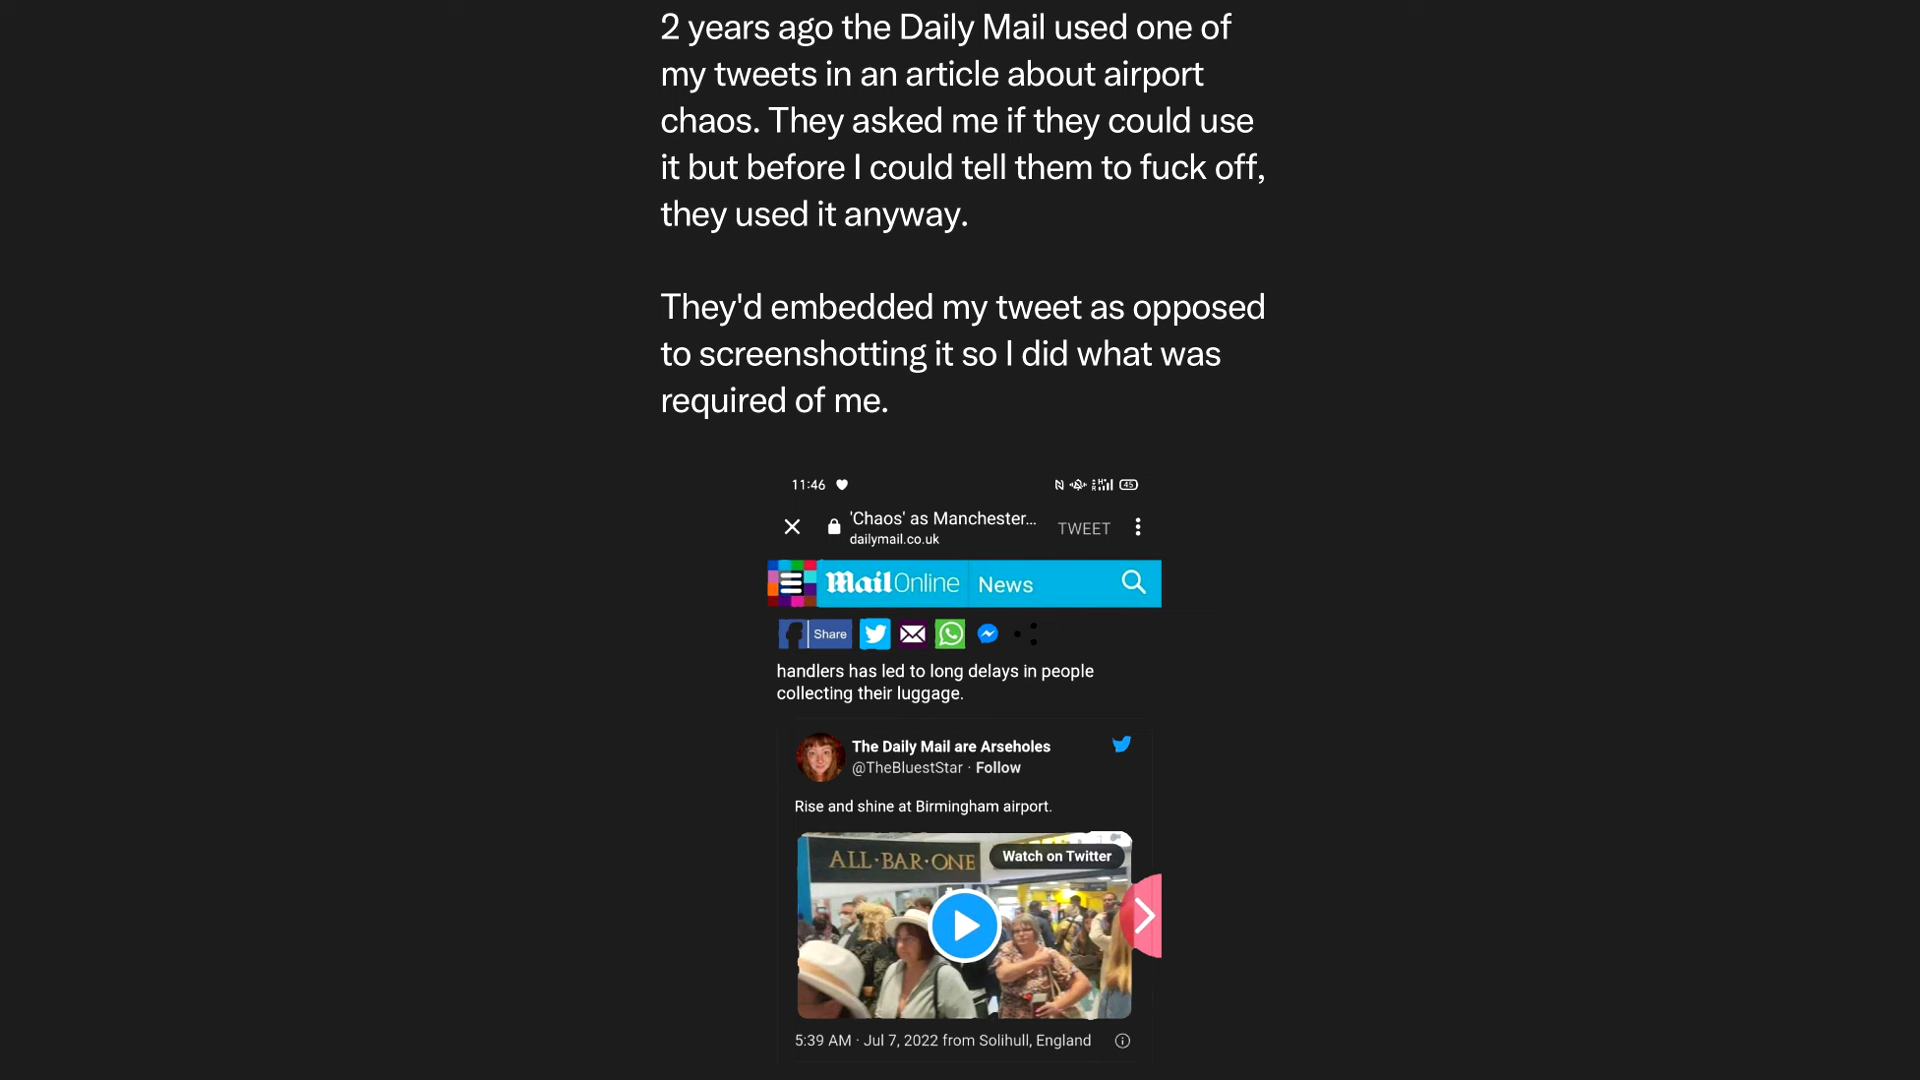 2 years ago the Daily Mail used one of
my tweets in an article about airport
chaos. They asked me if they could use
it but before I could tell them to fuck off,
they used it anyway.
They'd embedded my tweet as opposed
to screenshotting it so I did what was
required of me.
11:46
45
'Chaos' as Manchester...
TWEET
dailymail.co.uk
MailOnline News
Share
handlers has led to long delays in people
collecting their luggage.
The Daily Mail are Arseholes
@TheBluestStar · Follow
Rise and shine at Birmingham airport.
ALL·BAR·ONE
Watch on Twitter
5:39 AM · Jul 7, 2022 from Solihull, England